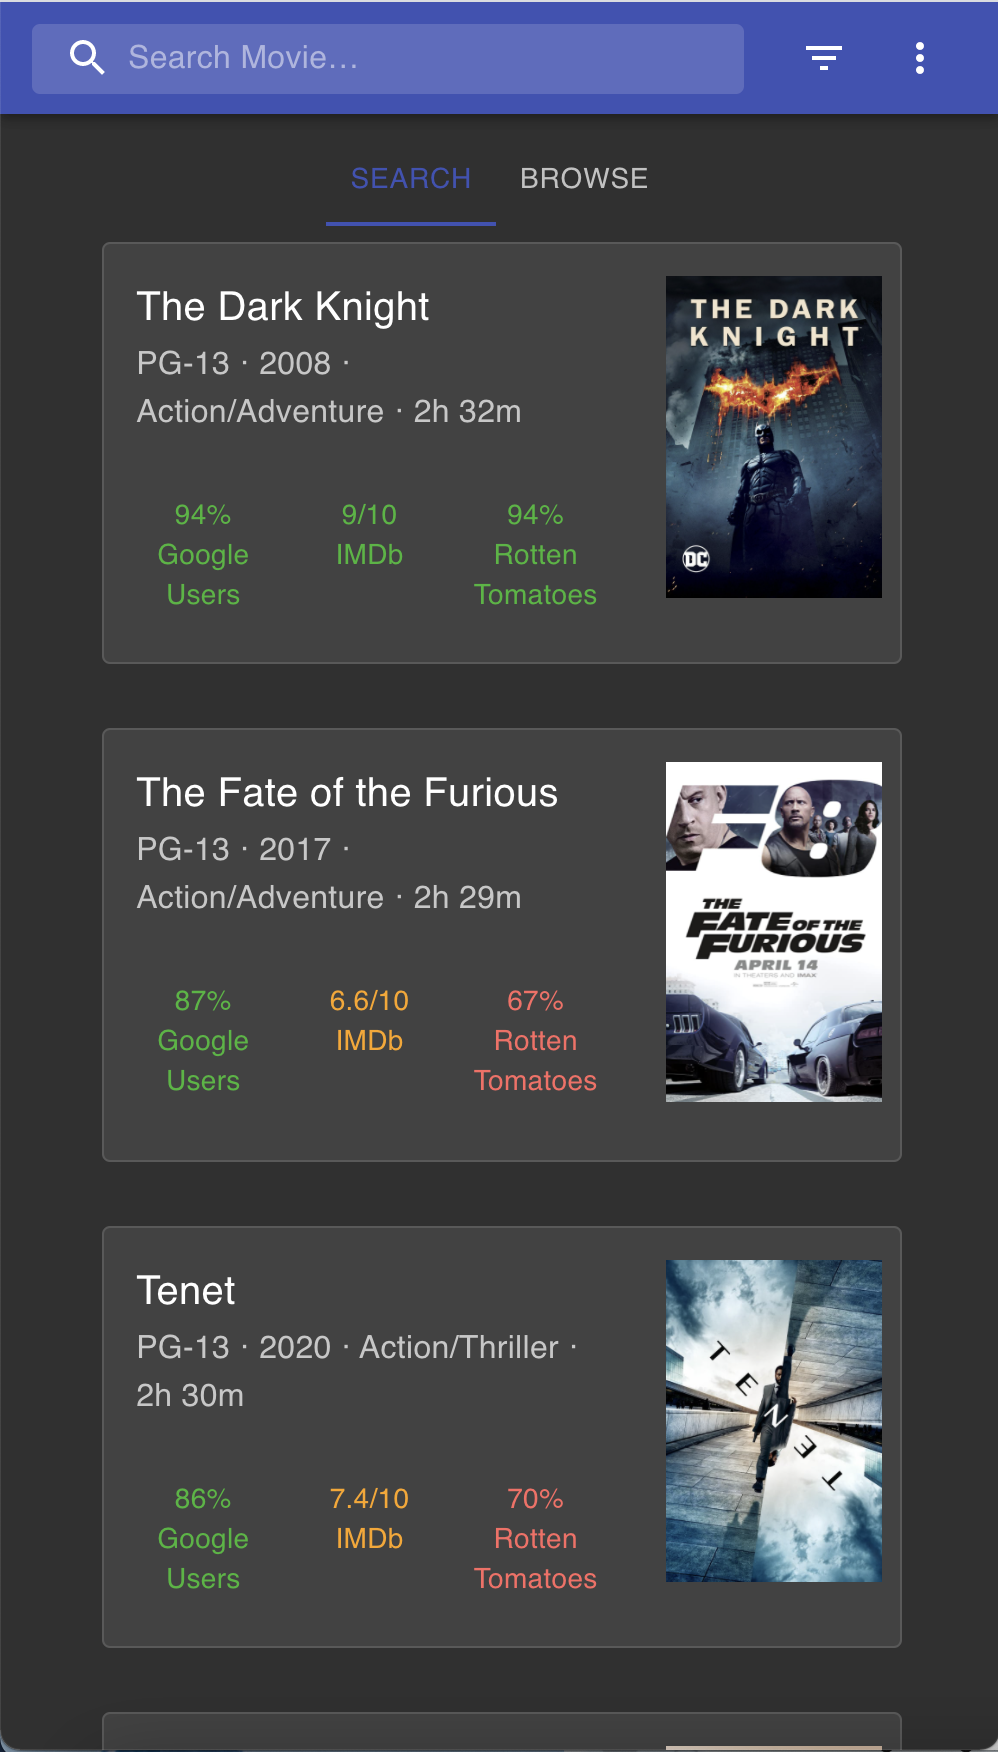 Search Movie...
SEARCH BROWSE
The Dark Knight
PG-13 · 2008 ·
Action/Adventure · 2h 32m
94% 9/10 94%
Google IMDb Rotten
Users Tomatoes
THE DARK
KNIGHT
DC
The Fate of the Furious
PG-13 · 2017 ·
Action/Adventure · 2h 29m
87% 6.6/10 67%
Google IMDb Rotten
Users Tomatoes
F8
THE
FATE OF THE
FURIOUS
APRIL 14
IN THEATERS AND IMAX
Tenet
PG-13 · 2020 · Action/Thriller ·
2h 30m
86% 7.4/10 70%
Google IMDb Rotten
Users Tomatoes
TENET